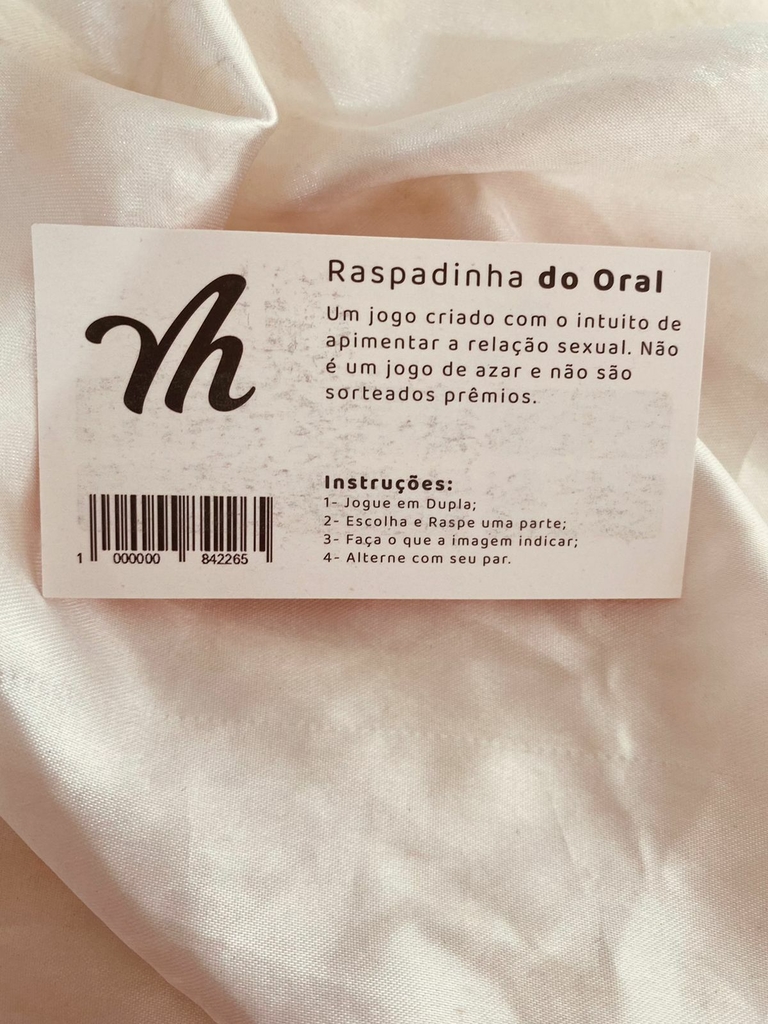 mh
Raspadinha do Oral
Um jogo criado com o intuito de
apimentar a relação sexual. Não
é um jogo de azar e não são
sorteados prêmios.
Instruções:
1- Jogue em Dupla;
2- Escolha e Raspe uma parte;
3- Faça o que a imagem indicar;
4- Alterne com seu par.
1 000000 842265